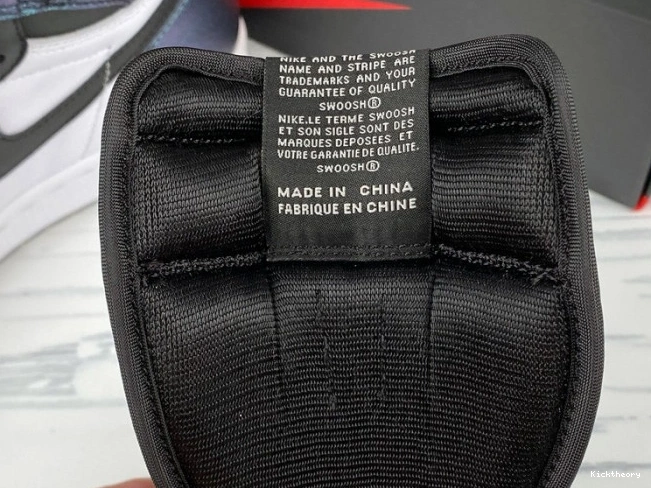 NIKE AND THE SWOOSH
NAME AND STRIPE ARE
TRADEMARKS AND YOUR
GUARANTEE OF QUALITY
SWOOSH®
NIKE.LE TERME SWOOSH
ET SON SIGLE SONT DES
MARQUES DEPOSEES ET
VOTRE GARANTIE DE QUALITE.
SWOOSH®
MADE IN CHINA
FABRIQUE EN CHINE
Kicktheory